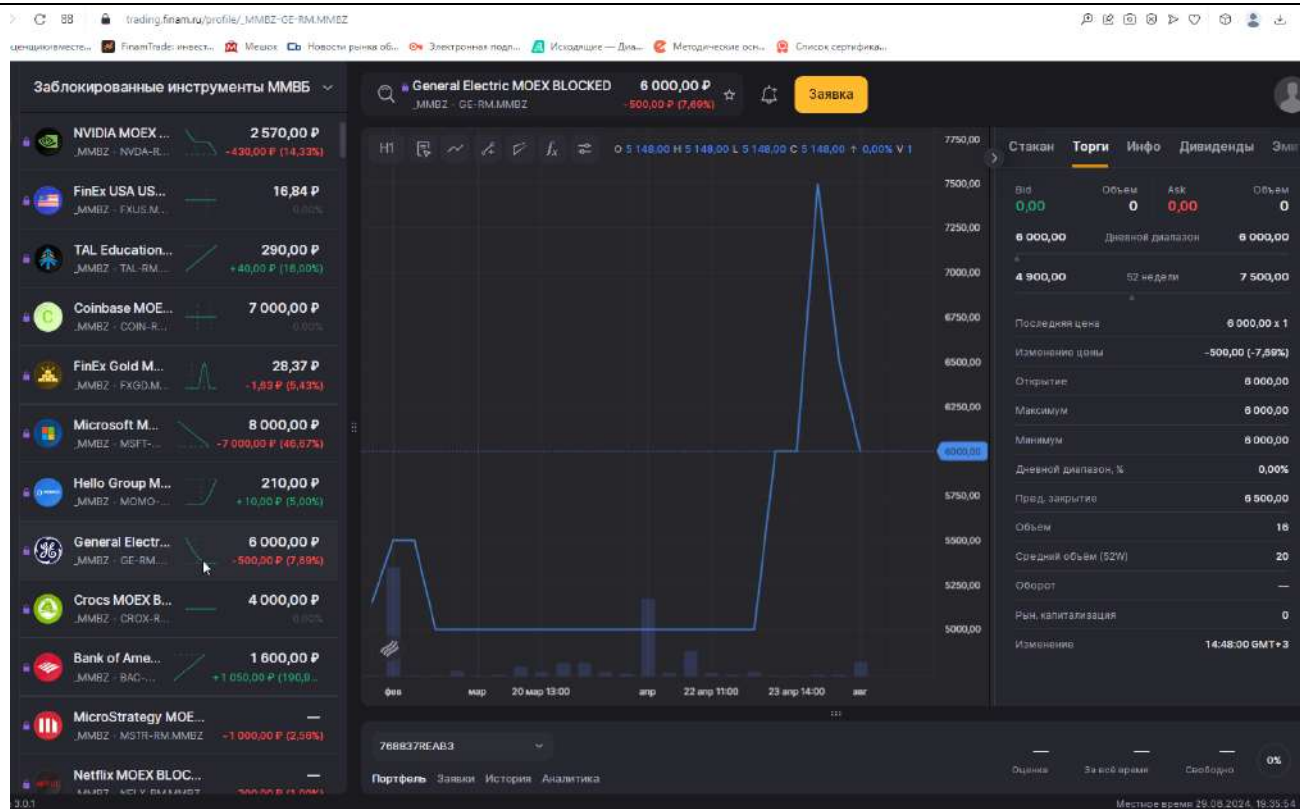 trading.finam.ru/profile/_MMBZ-GE-RM.MMBZ
FinamTrade: инвест... Мешок Новости рынка об... Электронная подп... Исходящие — Диа... Методические осн... Список сертифика...
Заблокированные инструменты ММВБ
General Electric MOEX BLOCKED 6 000,00 ₽
_MMBZ · GE-RM.MMBZ -500,00 ₽ (7,69%)
Заявка
NVIDIA MOEX ... 2 570,00 ₽
_MMBZ · NVDA-R... -430,00 ₽ (14,33%)
FinEx USA US... 16,84 ₽
_MMBZ · FXUS.M... 0,00%
TAL Education... 290,00 ₽
_MMBZ · TAL-RM... +40,00 ₽ (16,00%)
Coinbase MOE... 7 000,00 ₽
_MMBZ · COIN-R... 0,00%
FinEx Gold M... 28,37 ₽
_MMBZ · FXGD.M... -1,63 ₽ (5,43%)
Microsoft M... 8 000,00 ₽
_MMBZ · MSFT-... -7 000,00 ₽ (46,67%)
Hello Group M... 210,00 ₽
_MMBZ · MOMO-... +10,00 ₽ (5,00%)
General Electr... 6 000,00 ₽
_MMBZ · GE-RM.... -500,00 ₽ (7,69%)
Crocs MOEX B... 4 000,00 ₽
_MMBZ · CROX-R... 0,00%
Bank of Ame... 1 600,00 ₽
_MMBZ · BAC-... +1 050,00 ₽ (190,9...
MicroStrategy MOE... —
_MMBZ · MSTR-RM.MMBZ -1 000,00 ₽ (2,56%)
Netflix MOEX BLOC... —
H1 O 5 148,00 H 5 148,00 L 5 148,00 C 5 148,00 ↑ 0,00% V 1
7750,00
7500,00
7250,00
7000,00
6750,00
6500,00
6250,00
6000,00
5750,00
5500,00
5250,00
5000,00
фев мар 20 мар 13:00 апр 22 апр 11:00 23 апр 14:00 авг
Стакан Торги Инфо Дивиденды
Bid Объем Ask Объем
0,00 0 0,00 0
6 000,00 Дневной диапазон 6 000,00
4 900,00 52 недели 7 500,00
Последняя цена 6 000,00 x 1
Изменение цены -500,00 (-7,69%)
Открытие 6 000,00
Максимум 6 000,00
Минимум 6 000,00
Дневной диапазон, % 0,00%
Пред. закрытие 6 500,00
Объем 16
Средний объём (52W) 20
Оборот —
Рын. капитализация 0
Изменение 14:48:00 GMT+3
768837REAB3
Портфель Заявки История Аналитика
— — —
Оценка За всё время Свободно 0%
3.0.1 Местное время 29.08.2024, 19:35:54